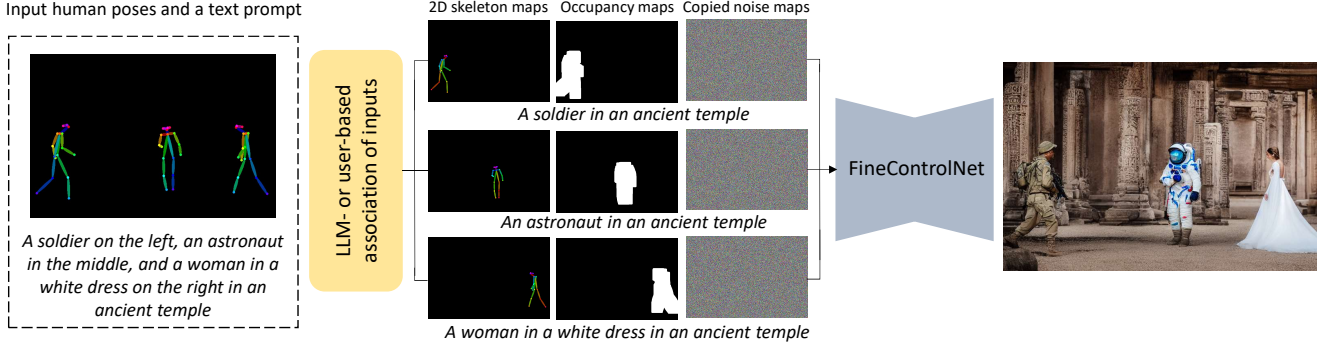 Input human poses and a text prompt
A soldier on the left, an astronaut
in the middle, and a woman in a
white dress on the right in an
ancient temple
LLM- or user-based
association of inputs
2D skeleton maps
Occupancy maps
Copied noise maps
A soldier in an ancient temple
An astronaut in an ancient temple
A woman in a white dress in an ancient temple
FineControlNet